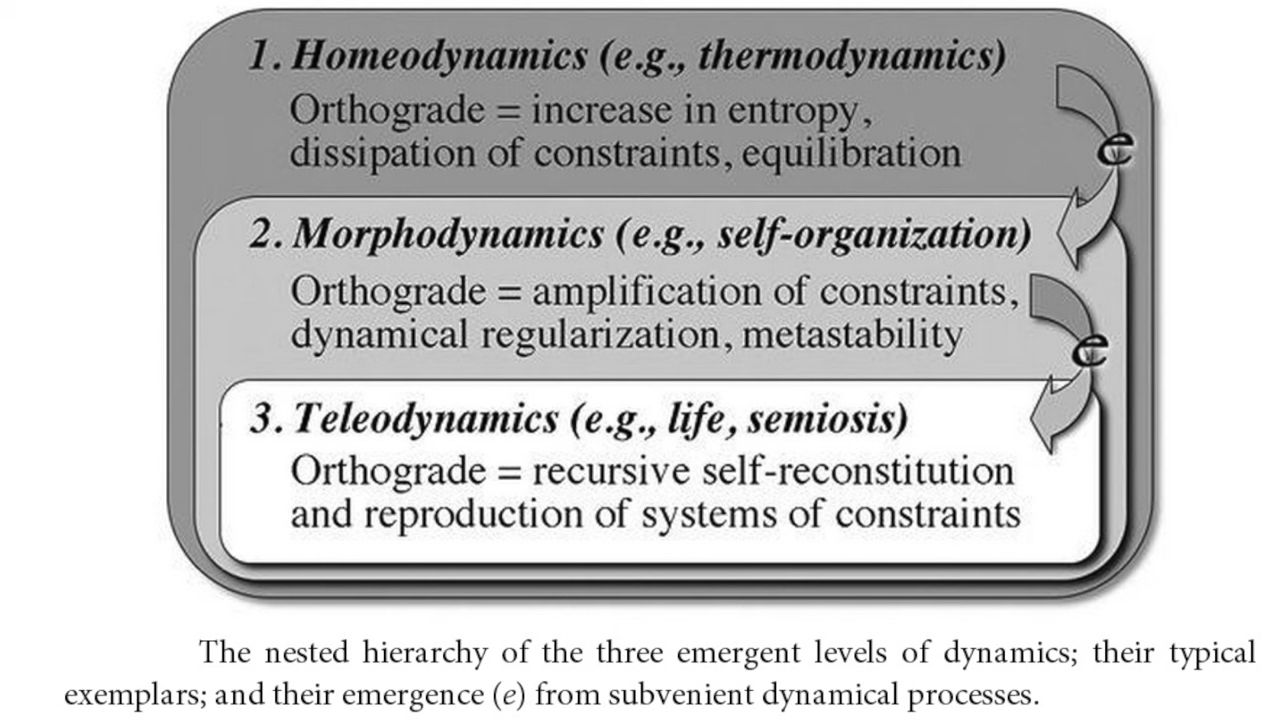 1. Homeodynamics (e.g., thermodynamics)
Orthograde = increase in entropy,
dissipation of constraints, equilibration
e
2. Morphodynamics (e.g., self-organization)
Orthograde = amplification of constraints,
dynamical regularization, metastability
e
3. Teleodynamics (e.g., life, semiosis)
Orthograde = recursive self-reconstitution
and reproduction of systems of constraints
The nested hierarchy of the three emergent levels of dynamics; their typical
exemplars; and their emergence (e) from subvenient dynamical processes.